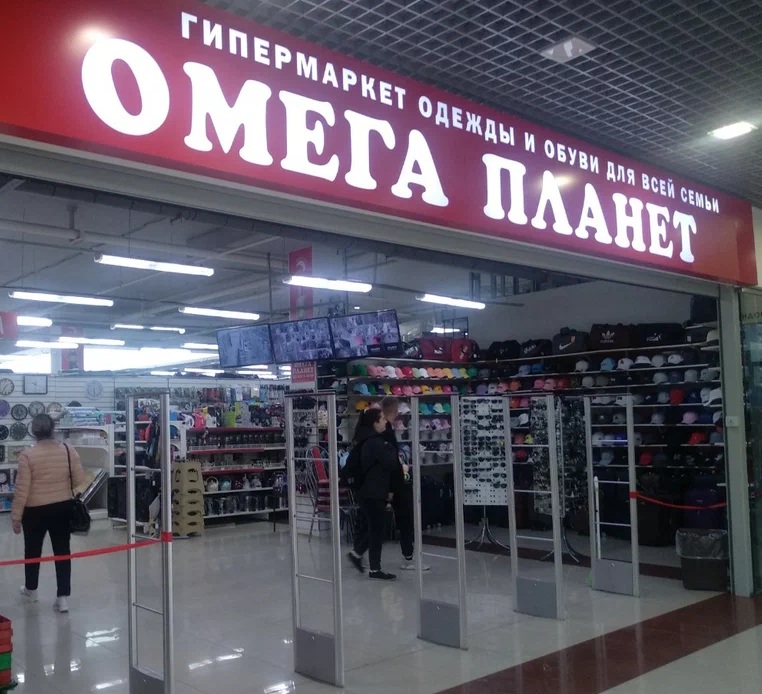 ГИПЕРМАРКЕТ ОДЕЖДЫ И ОБУВИ ДЛЯ ВСЕЙ СЕМЬИ
ОМЕГА ПЛАНЕТ